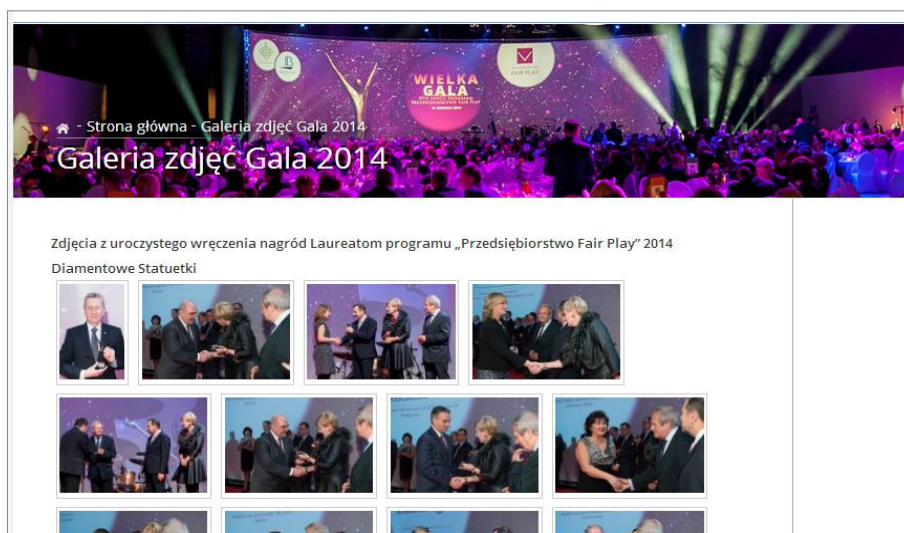 WIELKA
GALA
FAIR PLAY
- Strona główna - Galeria zdjęć Gala 2014
Galeria zdjęć Gala 2014
Zdjęcia z uroczystego wręczenia nagród Laureatom programu „Przedsiębiorstwo Fair Play” 2014
Diamentowe Statuetki